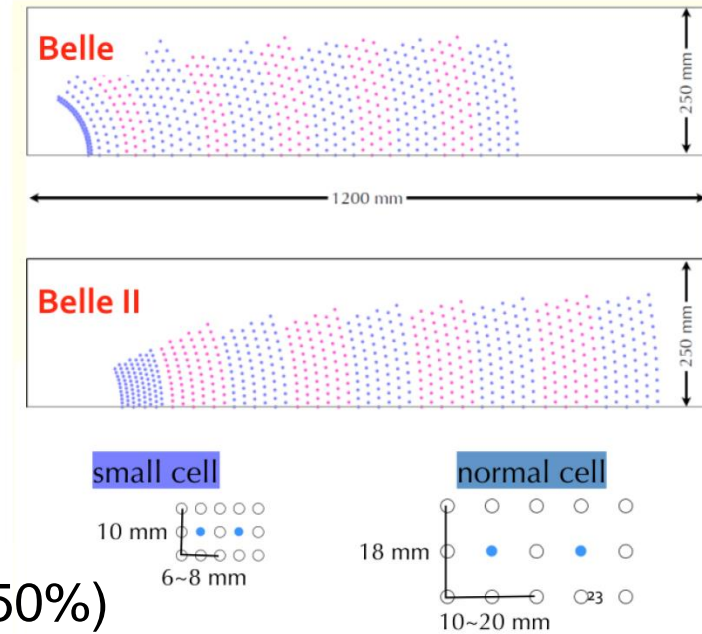 Belle
250 mm
1200 mm
Belle II
250 mm
small cell
normal cell
10 mm
18 mm
6~8 mm
50%)
23
10~20 mm